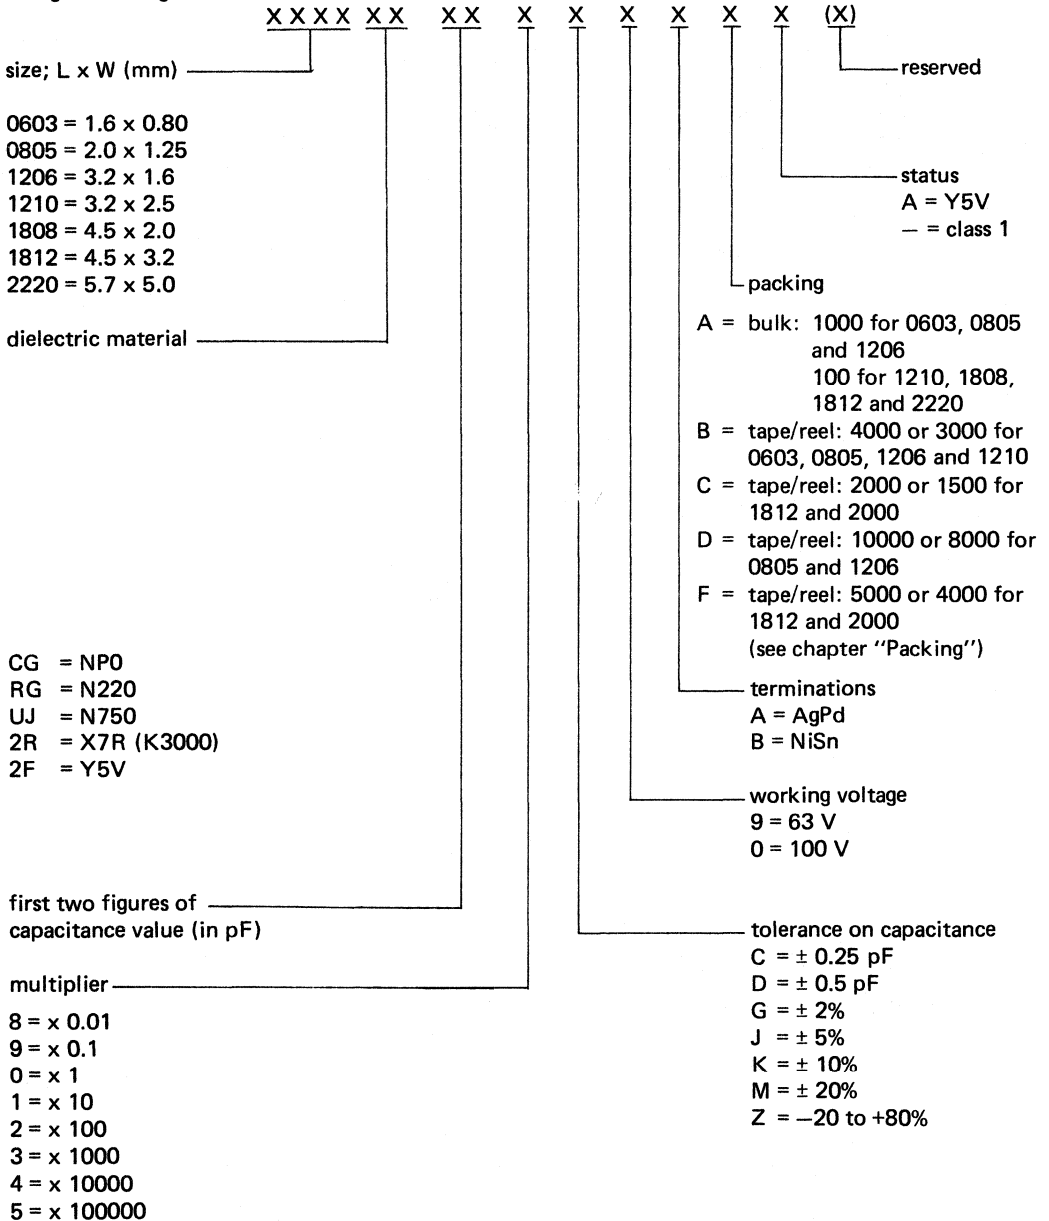 X X X X X X X X X X X X X X (X)
size; L x W (mm)
0603 = 1.6 x 0.80
0805 = 2.0 x 1.25
1206 = 3.2 x 1.6
1210 = 3.2 x 2.5
1808 = 4.5 x 2.0
1812 = 4.5 x 3.2
2220 = 5.7 x 5.0
dielectric material
CG = NP0
RG = N220
UJ = N750
2R = X7R (K3000)
2F = Y5V
first two figures of
capacitance value (in pF)
multiplier
8 = x 0.01
9 = x 0.1
0 = x 1
1 = x 10
2 = x 100
3 = x 1000
4 = x 10000
5 = x 100000
reserved
status
A = Y5V
— = class 1
packing
A = bulk: 1000 for 0603, 0805
and 1206
100 for 1210, 1808,
1812 and 2220
B = tape/reel: 4000 or 3000 for
0603, 0805, 1206 and 1210
C = tape/reel: 2000 or 1500 for
1812 and 2000
D = tape/reel: 10000 or 8000 for
0805 and 1206
F = tape/reel: 5000 or 4000 for
1812 and 2000
(see chapter "Packing")
terminations
A = AgPd
B = NiSn
working voltage
9 = 63 V
0 = 100 V
tolerance on capacitance
C = ± 0.25 pF
D = ± 0.5 pF
G = ± 2%
J = ± 5%
K = ± 10%
M = ± 20%
Z = —20 to +80%